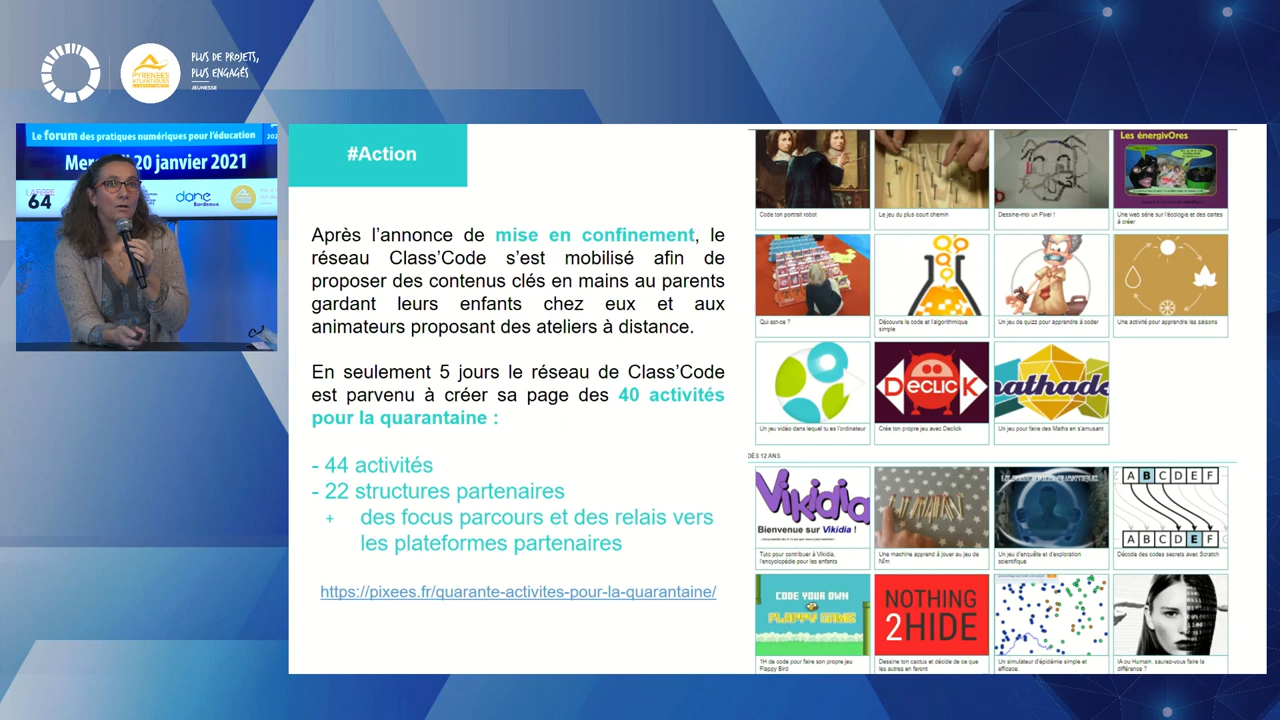 PLUS DE PROJETS,
PLUS ENGAGÉS
JEUNESSE
PYRÉNÉES
ATLANTIQUES
Le forum des pratiques numériques pour l'éducation
20 janvier 2021
64
dane
Bordeaux
#Action
Après l'annonce de mise en confinement, le
réseau Class'Code s'est mobilisé afin de
proposer des contenus clés en mains au parents
gardant leurs enfants chez eux et aux
animateurs proposant des ateliers à distance.
En seulement 5 jours le réseau de Class'Code
est parvenu à créer sa page des 40 activités
pour la quarantaine :
- 44 activités
- 22 structures partenaires
+ des focus parcours et des relais vers
les plateformes partenaires
https://pixees.fr/quarante-activites-pour-la-quarantaine/
Les énergivOres
Code ton portrait robot
Le jeu du plus court chemin
Dessine-moi un Pixel !
Une web série sur l'écologie et des cartes
à créer
Qui est-ce ?
Découvre le code et l'algorithmique
simple
Un jeu de quizz pour apprendre à coder
Une activité pour apprendre les saisons
DECLICK
mathador
Un jeu vidéo dans lequel tu es l'ordinateur
Crée ton propre jeu avec Declick
Un jeu pour faire des Maths en s'amusant
DÈS 12 ANS
Vikidia
Bienvenue sur Vikidia !
A B C D E F
A B C D E F
Tuto pour contribuer à Vikidia,
l'encyclopédie pour les enfants
Une machine apprend à jouer au jeu de
Nîm
Un jeu d'enquête et d'exploration
scientifique
Décode des codes secrets avec Scratch
CODE YOUR OWN
FLAPPY GAME
NOTHING
2HIDE
1H de code pour faire son propre jeu
Flappy Bird
Dessine ton cactus et décide de ce que
les autres en feront
Un simulateur d'épidémie simple et
efficace.
IA ou Humain, saurez-vous faire la
différence ?